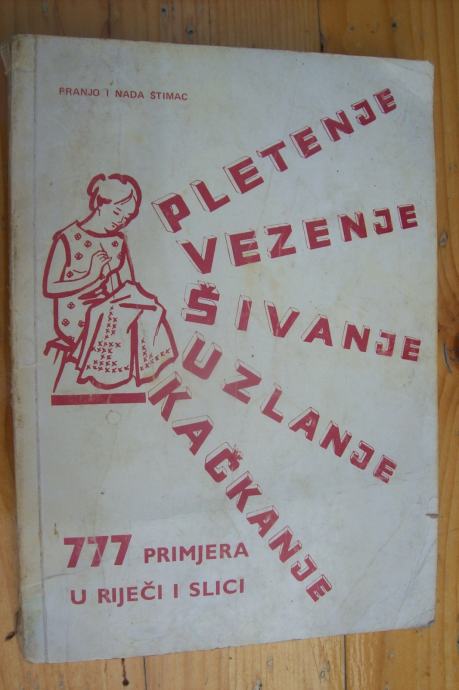 FRANJO I NADA ŠTIMAC
PLETENJE
VEZENJE
ŠIVANJE
UZLANJE
KAČKANJE
777 PRIMJERA
U RIJEČI I SLICI